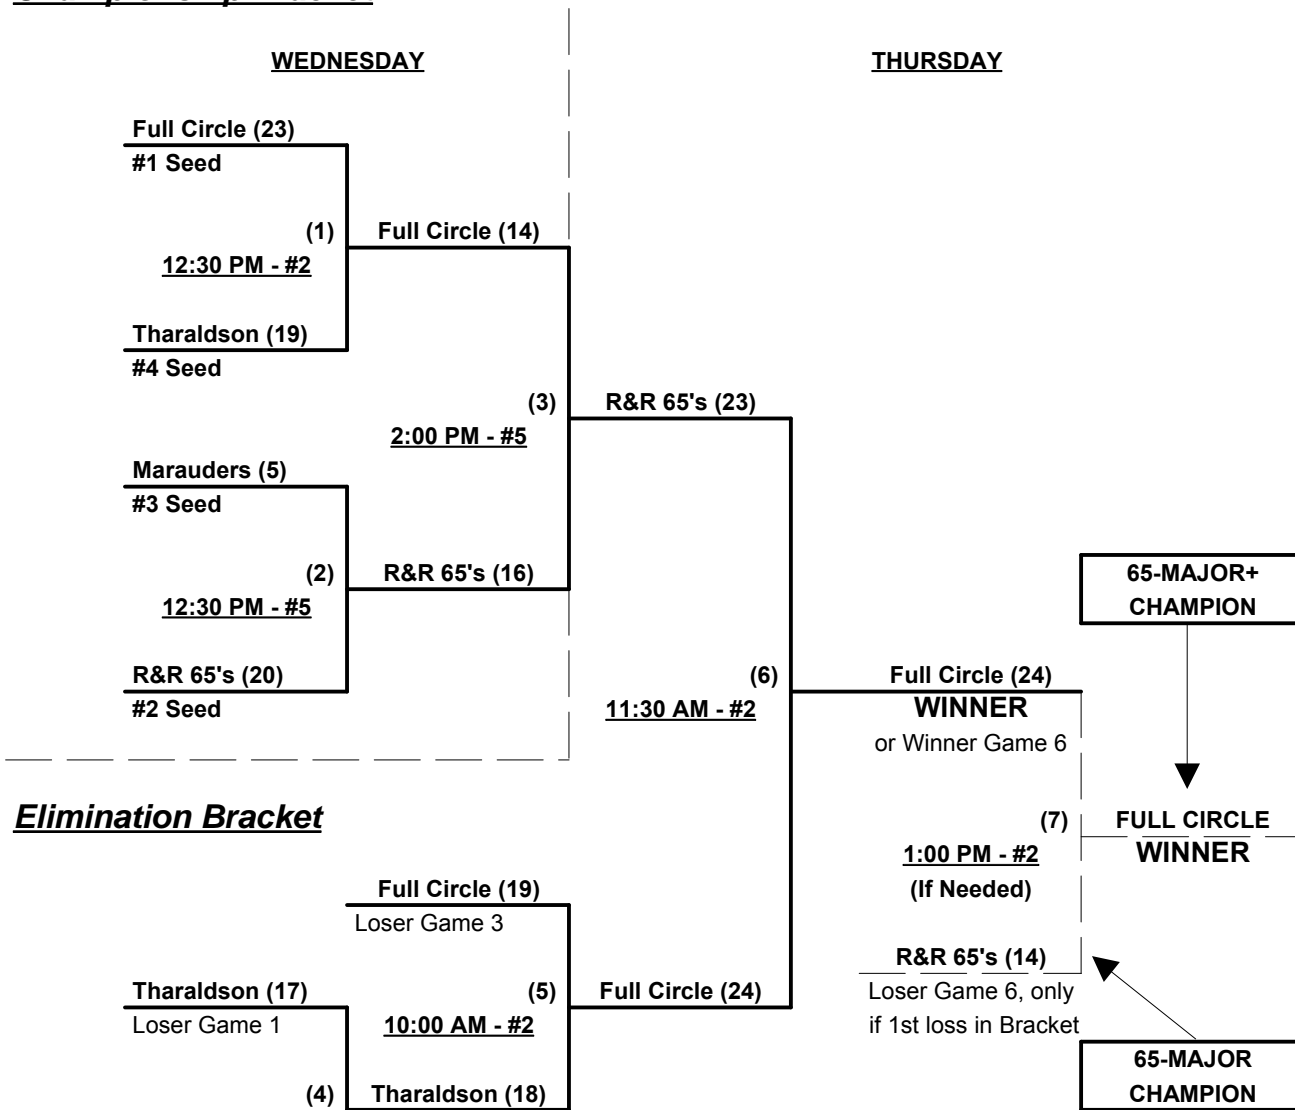 WEDNESDAY
THURSDAY
Full Circle (23)
#1 Seed
(1)
Full Circle (14)
12:30 PM - #2
Tharaldson (19)
#4 Seed
(3)
R&R 65's (23)
2:00 PM - #5
Marauders (5)
#3 Seed
(2)
R&R 65's (16)
12:30 PM - #5
65-MAJOR+
CHAMPION
R&R 65's (20)
#2 Seed
(6)
Full Circle (24)
11:30 AM - #2
WINNER
or Winner Game 6
Elimination Bracket
(7)
FULL CIRCLE
1:00 PM - #2
WINNER
(If Needed)
Full Circle (19)
Loser Game 3
R&R 65's (14)
Tharaldson (17)
(5)
Full Circle (24)
Loser Game 6, only
Loser Game 1
10:00 AM - #2
if 1st loss in Bracket
65-MAJOR
CHAMPION
(4)
Tharaldson (18)